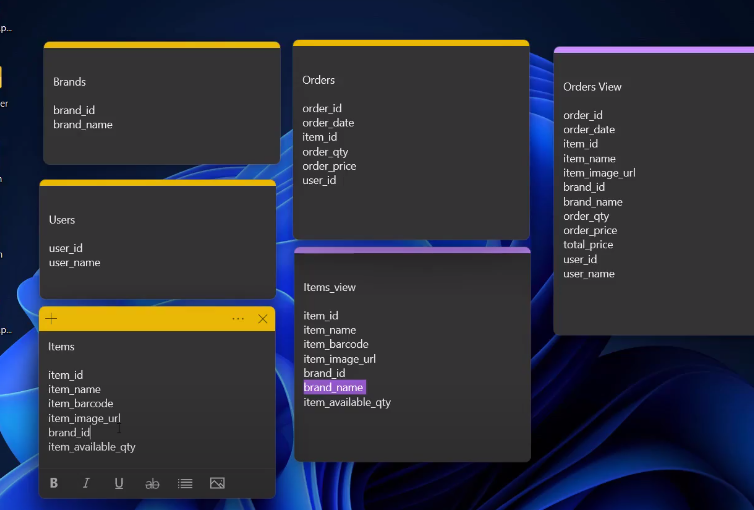 p...
er
Brands
brand_id
brand_name
Users
user_id
user_name
Items
item_id
item_name
item_barcode
item_image_url
brand_id
item_available_qty
B I U ab
Orders
order_id
order_date
item_id
order_qty
order_price
user_id
Items_view
item_id
item_name
item_barcode
item_image_url
brand_id
brand_name
item_available_qty
Orders View
order_id
order_date
item_id
item_name
item_image_url
brand_id
brand_name
order_qty
order_price
total_price
user_id
user_name